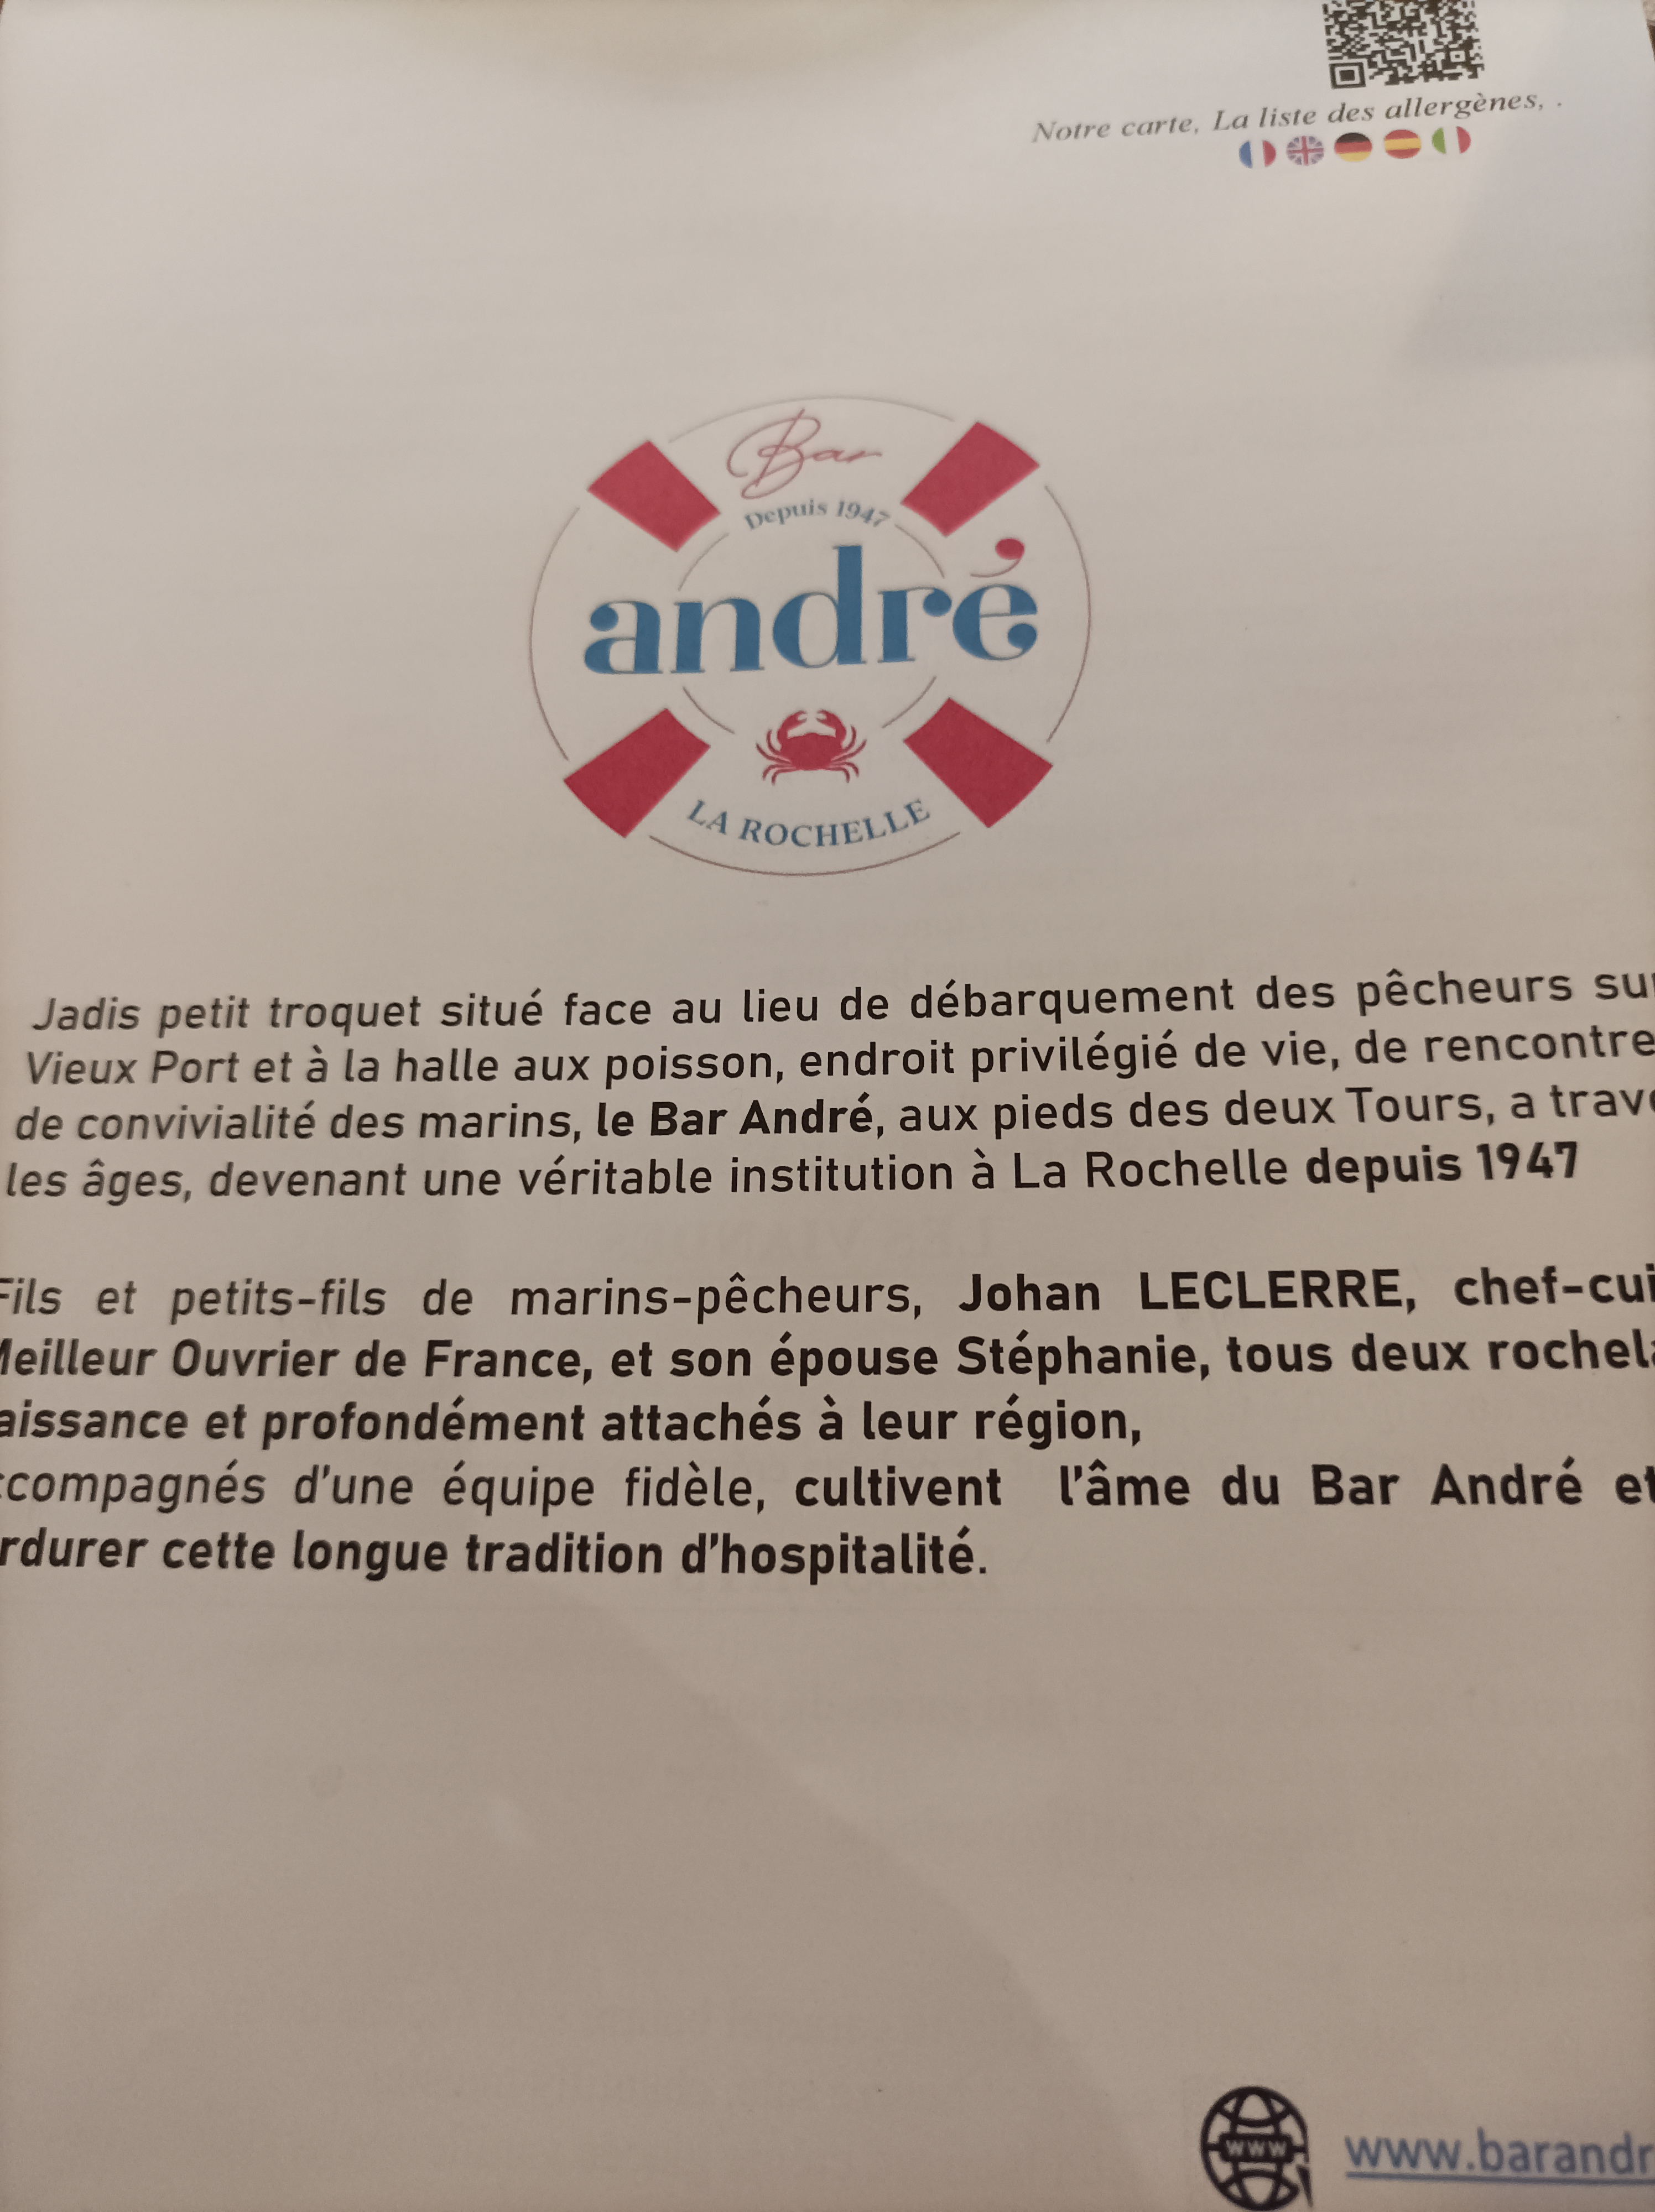 Notre carte, La liste des allergènes, .
Bar
Depuis 1947
andré
LA ROCHELLE
Jadis petit troquet situé face au lieu de débarquement des pêcheurs sur
Vieux Port et à la halle aux poisson, endroit privilégié de vie, de rencontre
de convivialité des marins, le Bar André, aux pieds des deux Tours, a trave
les âges, devenant une véritable institution à La Rochelle depuis 1947
Fils et petits-fils de marins-pêcheurs, Johan LECLERRE, chef-cui
Meilleur Ouvrier de France, et son épouse Stéphanie, tous deux rochela
aissance et profondément attachés à leur région,
ccompagnés d'une équipe fidèle, cultivent l'âme du Bar André et
rdurer cette longue tradition d'hospitalité.
www
www.barandr